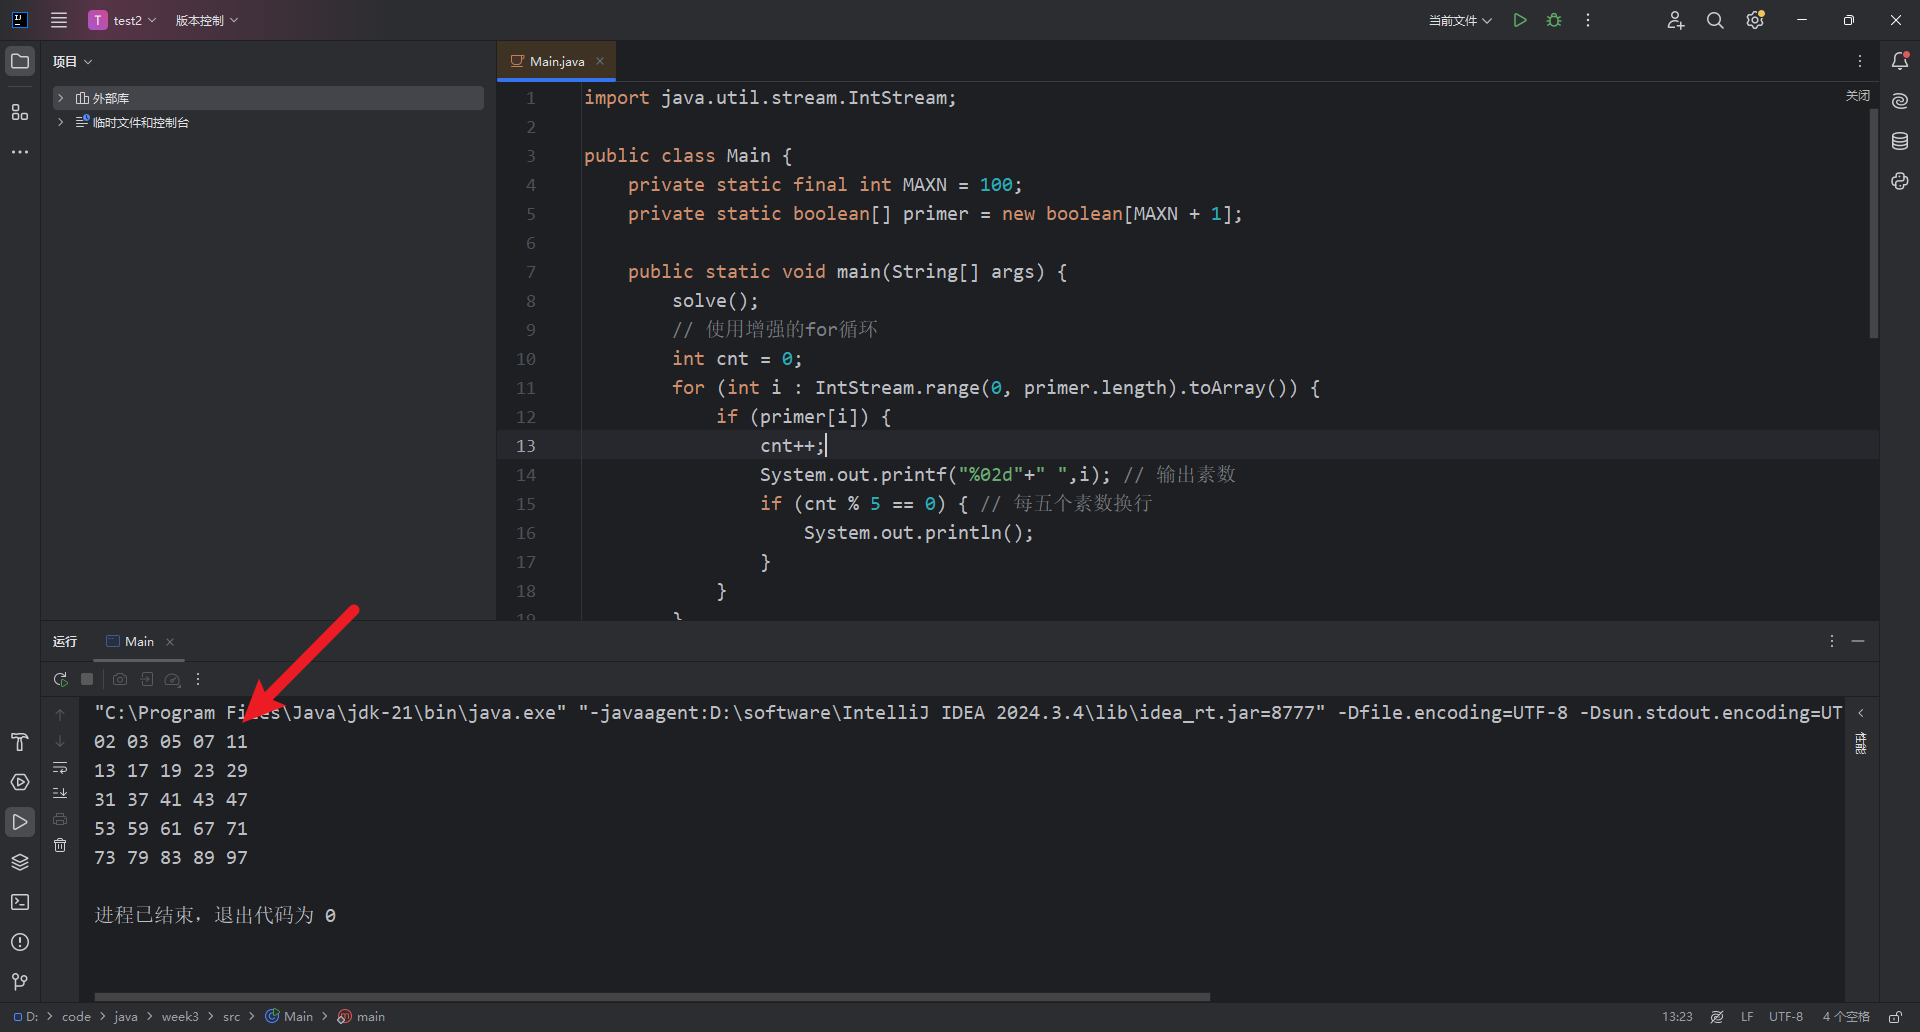 T test2 版本控制 当前文件
项目
外部库
临时文件和控制台
Main.java
关闭
1 import java.util.stream.IntStream;
2
3 public class Main {
4 private static final int MAXN = 100;
5 private static boolean[] primer = new boolean[MAXN + 1];
6
7 public static void main(String[] args) {
8 solve();
9 // 使用增强的for循环
10 int cnt = 0;
11 for (int i : IntStream.range(0, primer.length).toArray()) {
12 if (primer[i]) {
13 cnt++;
14 System.out.printf("%02d"+" ",i); // 输出素数
15 if (cnt % 5 == 0) { // 每五个素数换行
16 System.out.println();
17 }
18 }
19 }
运行 Main
"C:\Program Files\Java\jdk-21\bin\java.exe" "-javaagent:D:\software\IntelliJ IDEA 2024.3.4\lib\idea_rt.jar=8777" -Dfile.encoding=UTF-8 -Dsun.stdout.encoding=UT
02 03 05 07 11
13 17 19 23 29
31 37 41 43 47
53 59 61 67 71
73 79 83 89 97
进程已结束，退出代码为 0
性能
D: > code > java > week3 > src > Main > main
13:23 LF UTF-8 4 个空格